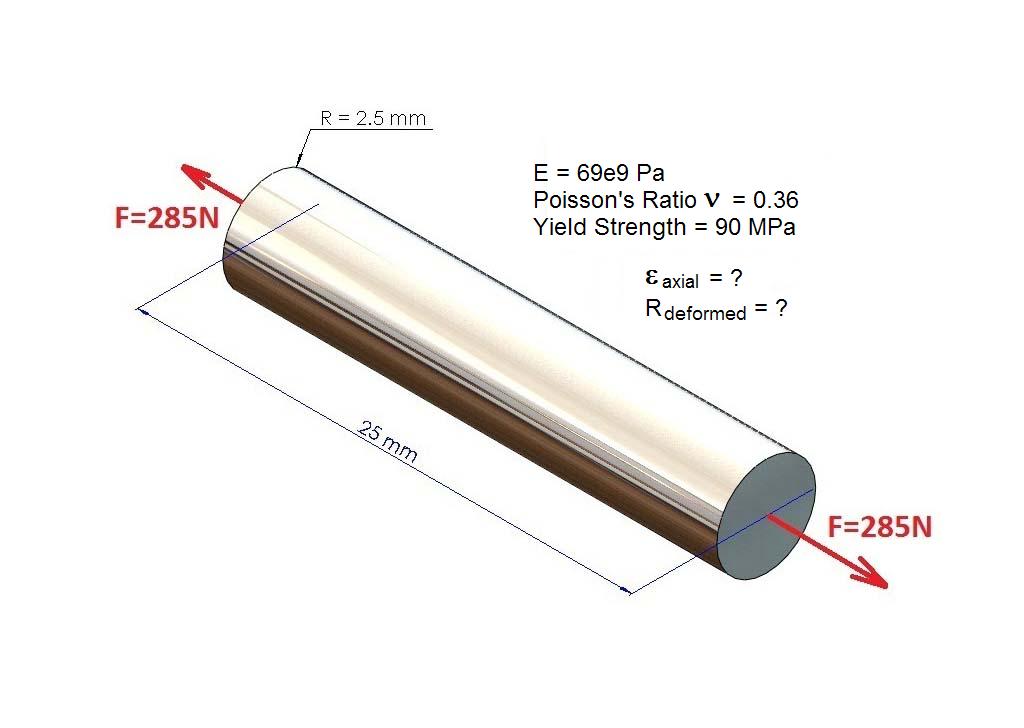 R = 2.5 mm
E = 69e9 Pa
Poisson's Ratio ν = 0.36
F=285N
Yield Strength = 90 MPa
ε axial = ?
R deformed = ?
25 mm
F=285N